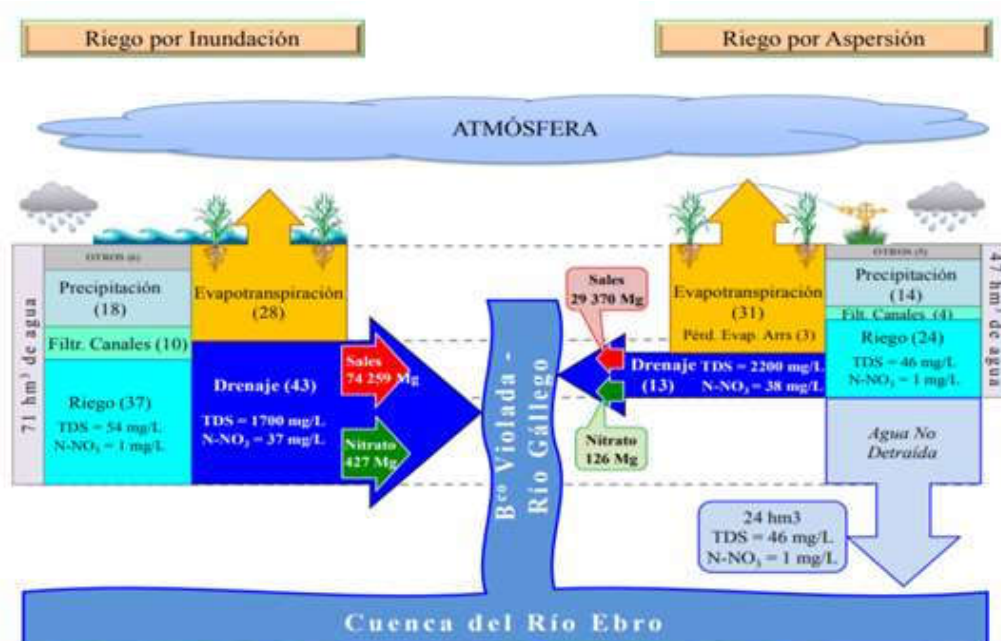 Riego por Inundación
Riego por Aspersión
ATMÓSFERA
71 hm³ de agua
OTROS (6)
Precipitación
(18)
Filtr. Canales (10)
Riego (37)
TDS = 54 mg/L
N-NO₃ = 1 mg/L
Evapotranspiración
(28)
Drenaje (43)
TDS = 1700 mg/L
N-NO₃ = 37 mg/L
Sales
74 259 Mg
Nitrato
427 Mg
Bᶜᵒ Violada -
Río Gállego
Sales
29 370 Mg
Nitrato
126 Mg
Evapotranspiración
(31)
Pérd. Evap. Arrs (3)
Drenaje
(13)
TDS = 2200 mg/L
N-NO₃ = 38 mg/L
OTROS (5)
Precipitación
(14)
Filt. Canales (4)
Riego (24)
TDS = 46 mg/L
N-NO₃ = 1 mg/L
47 hm³ de agua
Agua No
Detraída
24 hm3
TDS = 46 mg/L
N-NO₃ = 1 mg/L
Cuenca del Río Ebro